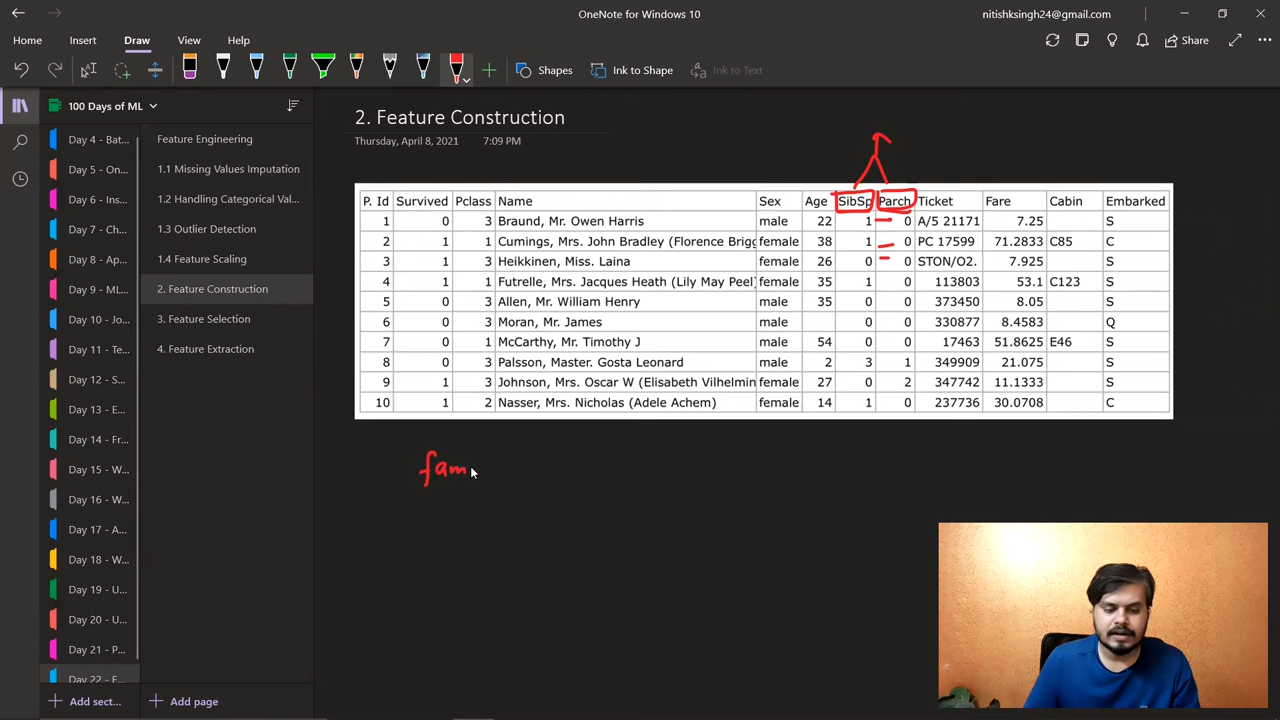 OneNote for Windows 10
nitishksingh24@gmail.com
Home Insert Draw View Help
Share
Shapes Ink to Shape Ink to Text
100 Days of ML
Day 4 - Bat...
Day 5 - On...
Day 6 - Ins...
Day 7 - Ch...
Day 8 - Ap...
Day 9 - ML...
Day 10 - Jo...
Day 11 - Te...
Day 12 - S...
Day 13 - E...
Day 14 - Fr...
Day 15 - W...
Day 16 - W...
Day 17 - A...
Day 18 - W...
Day 19 - U...
Day 20 - U...
Day 21 - P...
Day 22 - F...
Add sect...
Feature Engineering
1.1 Missing Values Imputation
1.2 Handling Categorical Val...
1.3 Outlier Detection
1.4 Feature Scaling
2. Feature Construction
3. Feature Selection
4. Feature Extraction
Add page
2. Feature Construction
Thursday, April 8, 2021 7:09 PM
P. Id Survived Pclass Name Sex Age SibSp Parch Ticket Fare Cabin Embarked
1 0 3 Braund, Mr. Owen Harris male 22 1 0 A/5 21171 7.25 S
2 1 1 Cumings, Mrs. John Bradley (Florence Brigg female 38 1 0 PC 17599 71.2833 C85 C
3 1 3 Heikkinen, Miss. Laina female 26 0 0 STON/O2. 7.925 S
4 1 1 Futrelle, Mrs. Jacques Heath (Lily May Peel) female 35 1 0 113803 53.1 C123 S
5 0 3 Allen, Mr. William Henry male 35 0 0 373450 8.05 S
6 0 3 Moran, Mr. James male 0 0 330877 8.4583 Q
7 0 1 McCarthy, Mr. Timothy J male 54 0 0 17463 51.8625 E46 S
8 0 3 Palsson, Master. Gosta Leonard male 2 3 1 349909 21.075 S
9 1 3 Johnson, Mrs. Oscar W (Elisabeth Vilhelmin female 27 0 2 347742 11.1333 S
10 1 2 Nasser, Mrs. Nicholas (Adele Achem) female 14 1 0 237736 30.0708 C
fam